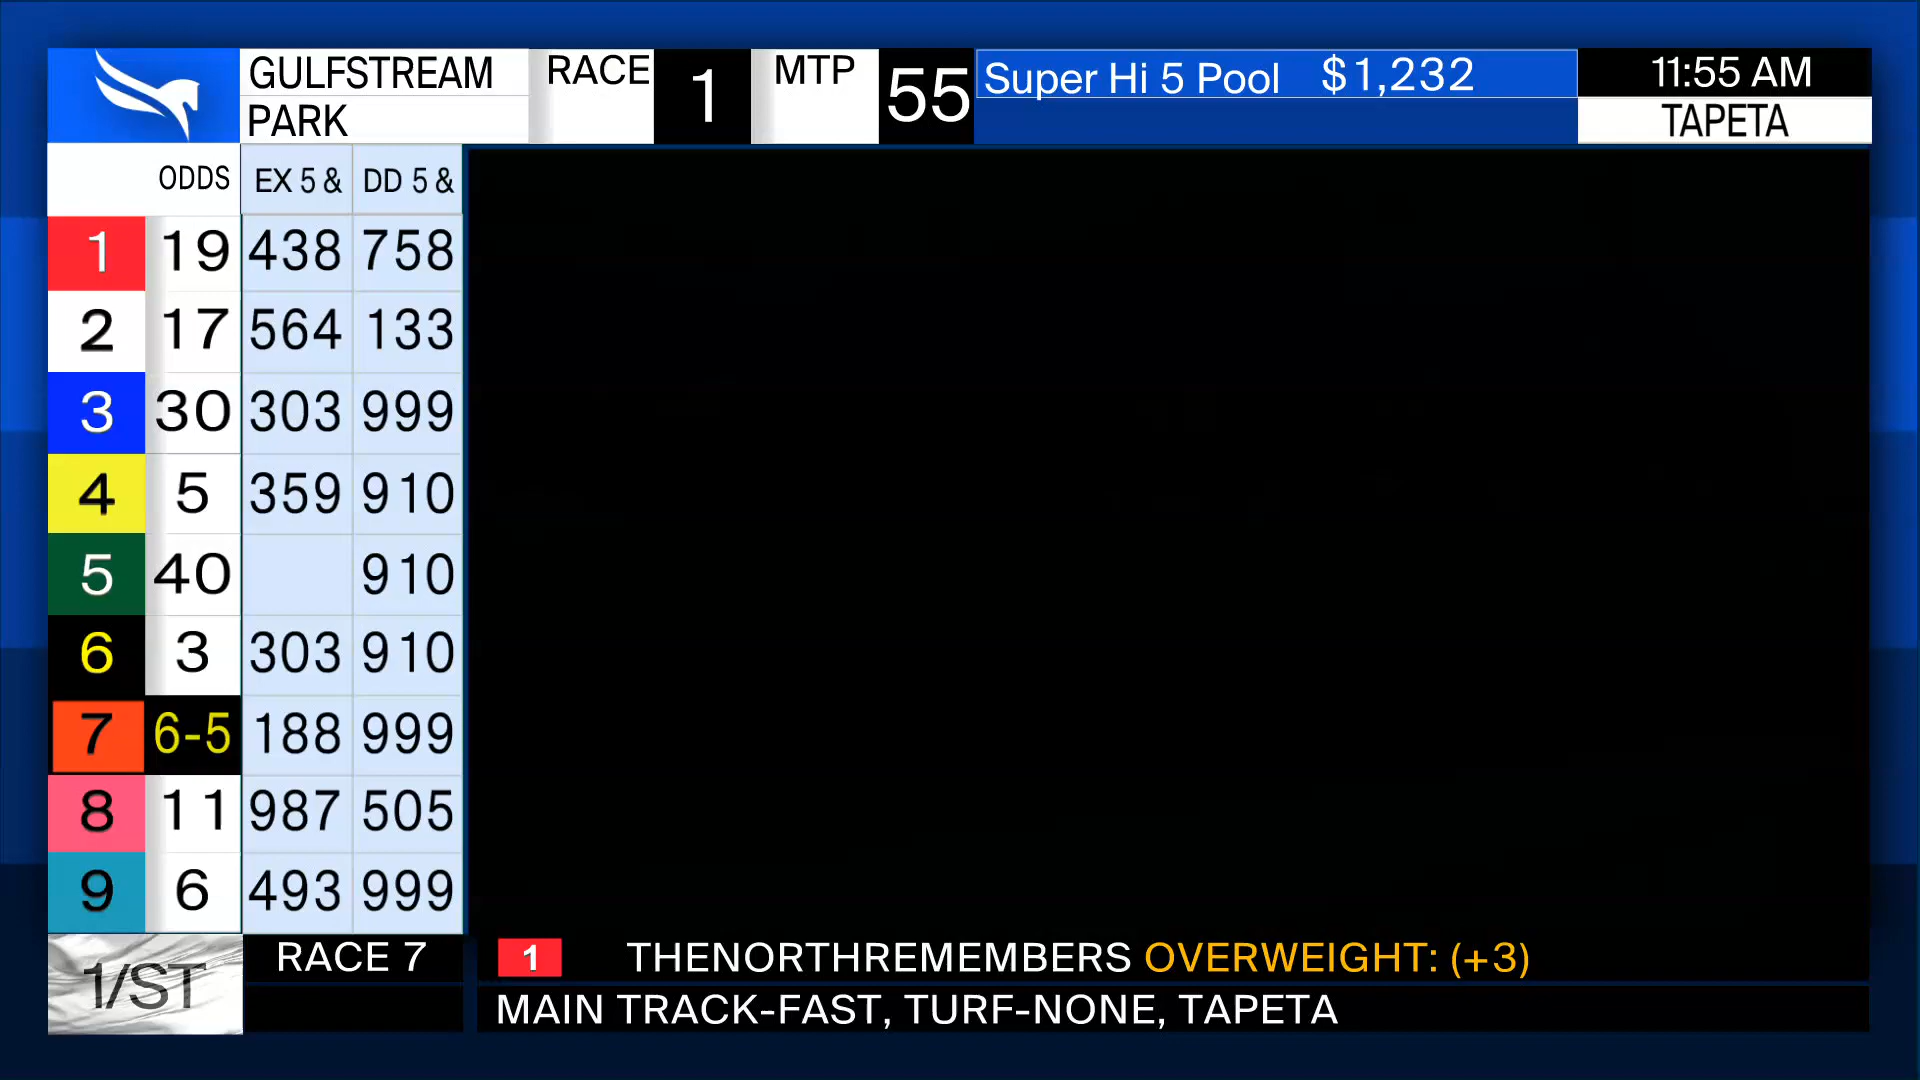 GULFSTREAM
PARK
RACE 1 MTP 55
Super Hi 5 Pool $1,232
11:55 AM
TAPETA
ODDS EX 5 & DD 5 &
1 19 438 758
2 17 564 133
3 30 303 999
4 5 359 910
5 40 910
6 3 303 910
7 6-5 188 999
8 11 987 505
9 6 493 999
1/ST
RACE 7
1 THENORTHREMEMBERS OVERWEIGHT: (+3)
MAIN TRACK-FAST, TURF-NONE, TAPETA